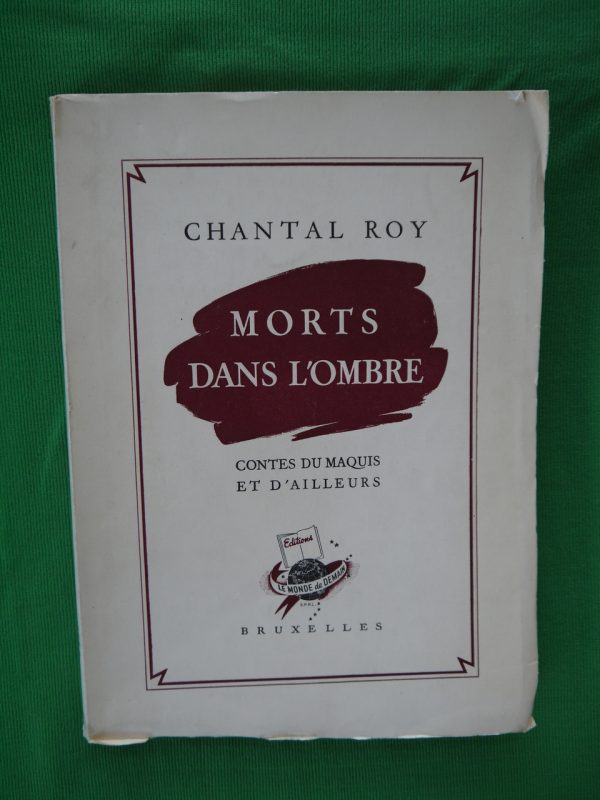 CHANTAL ROY
MORTS
DANS L'OMBRE
CONTES DU MAQUIS
ET D'AILLEURS
Editions
LE MONDE de DEMAIN
S.P.R.L.
BRUXELLES